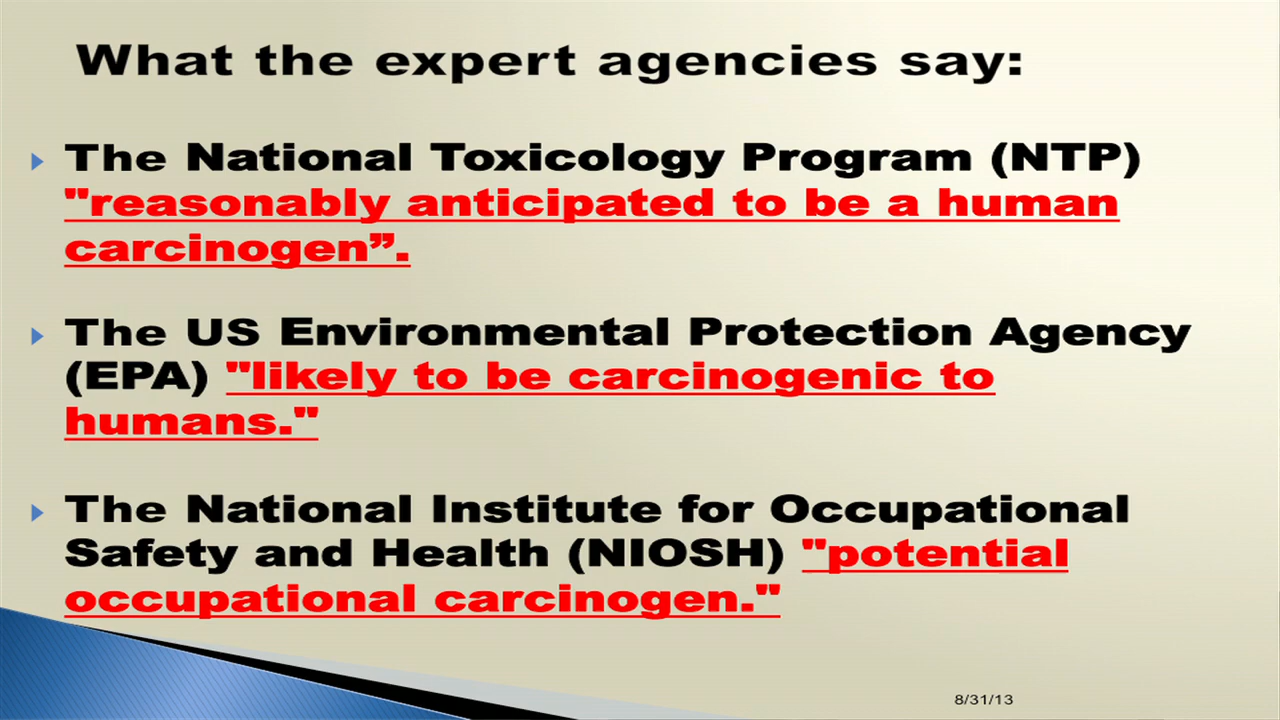 What the expert agencies say:
The National Toxicology Program (NTP)
"reasonably anticipated to be a human
carcinogen”.
The US Environmental Protection Agency
(EPA) "likely to be carcinogenic to
humans."
The National Institute for Occupational
Safety and Health (NIOSH) "potential
occupational carcinogen."
8/31/13